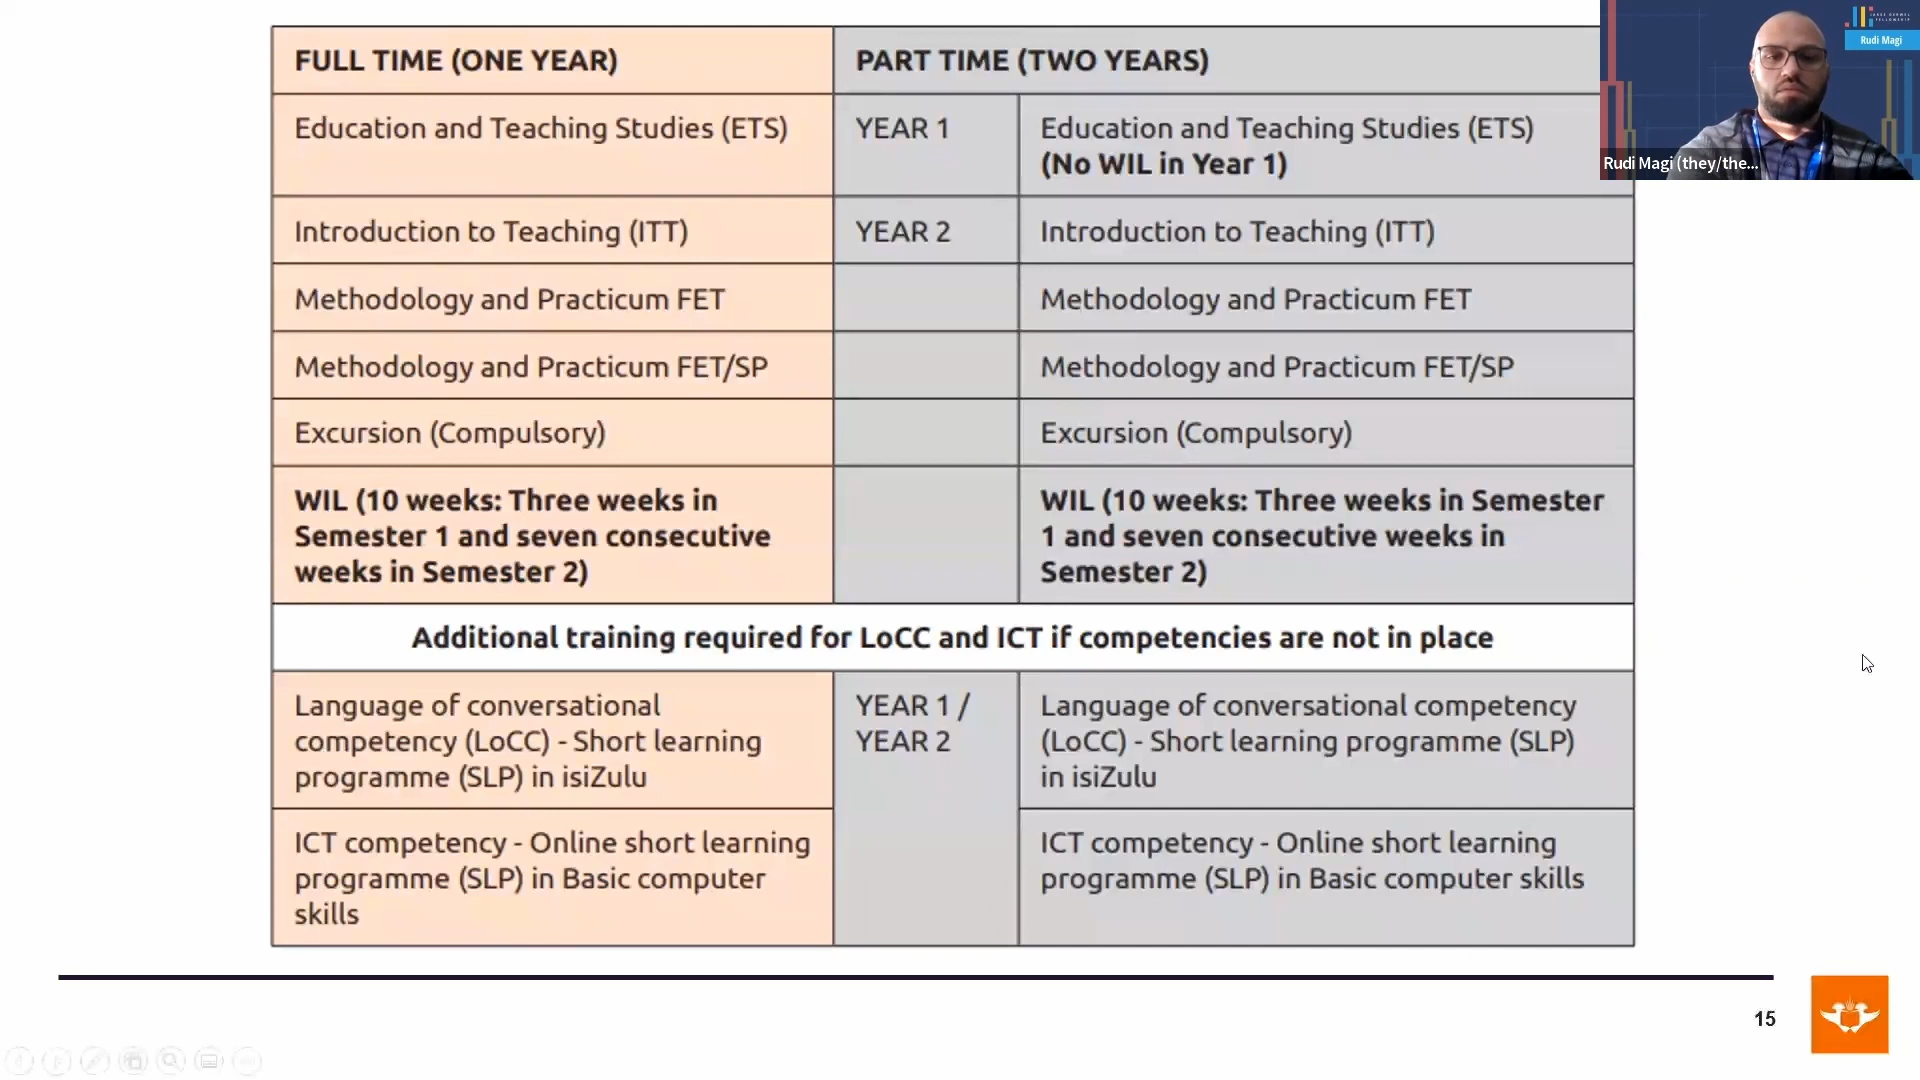 FULL TIME (ONE YEAR)
PART TIME (TWO YEARS)
Education and Teaching Studies (ETS)
YEAR 1
Education and Teaching Studies (ETS)
(No WIL in Year 1)
Introduction to Teaching (ITT)
YEAR 2
Introduction to Teaching (ITT)
Methodology and Practicum FET
Methodology and Practicum FET
Methodology and Practicum FET/SP
Methodology and Practicum FET/SP
Excursion (Compulsory)
Excursion (Compulsory)
WIL (10 weeks: Three weeks in
Semester 1 and seven consecutive
weeks in Semester 2)
WIL (10 weeks: Three weeks in Semester
1 and seven consecutive weeks in
Semester 2)
Additional training required for LoCC and ICT if competencies are not in place
Language of conversational
competency (LoCC) - Short learning
programme (SLP) in isiZulu
YEAR 1 /
YEAR 2
Language of conversational competency
(LoCC) - Short learning programme (SLP)
in isiZulu
ICT competency - Online short learning
programme (SLP) in Basic computer
skills
ICT competency - Online short learning
programme (SLP) in Basic computer skills
15
Rudi Magi
Rudi Magi (they/the...